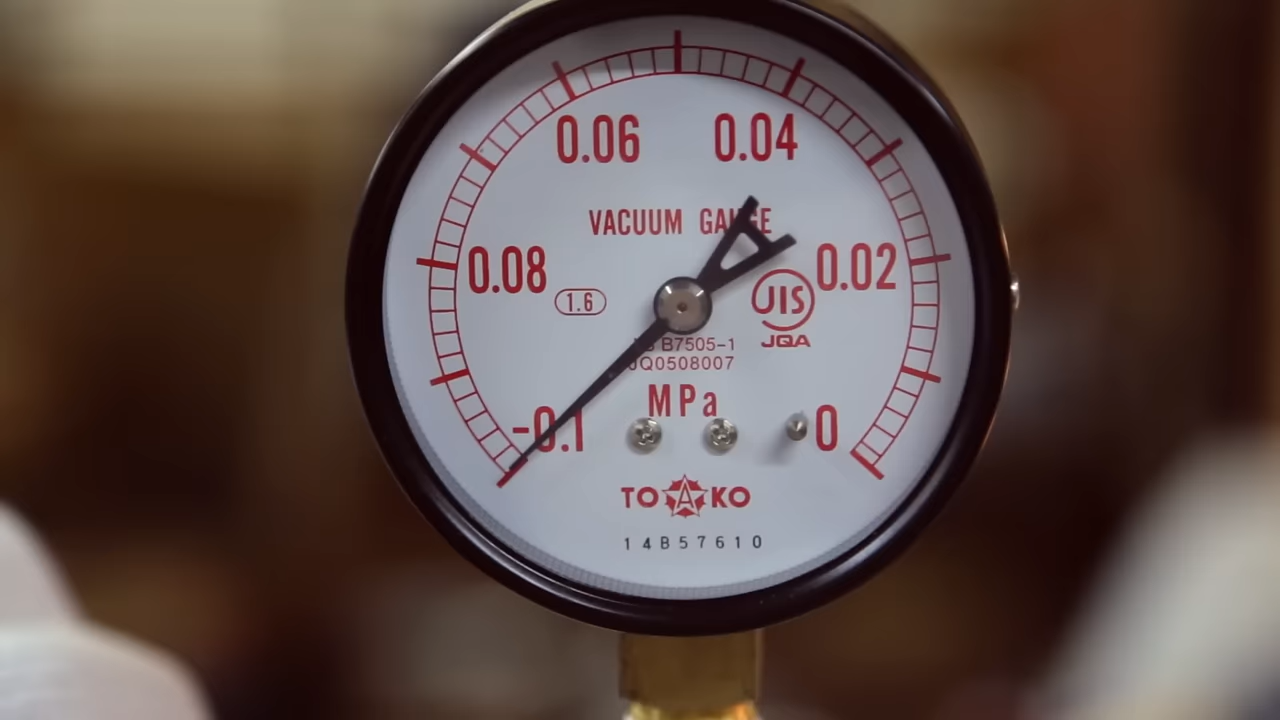 0.06 0.04
VACUUM GAUGE
0.08 0.02
1.6
JIS
JQA
B7505-1
JQ0508007
MPa
-0.1 0
TOAKO
14B57610